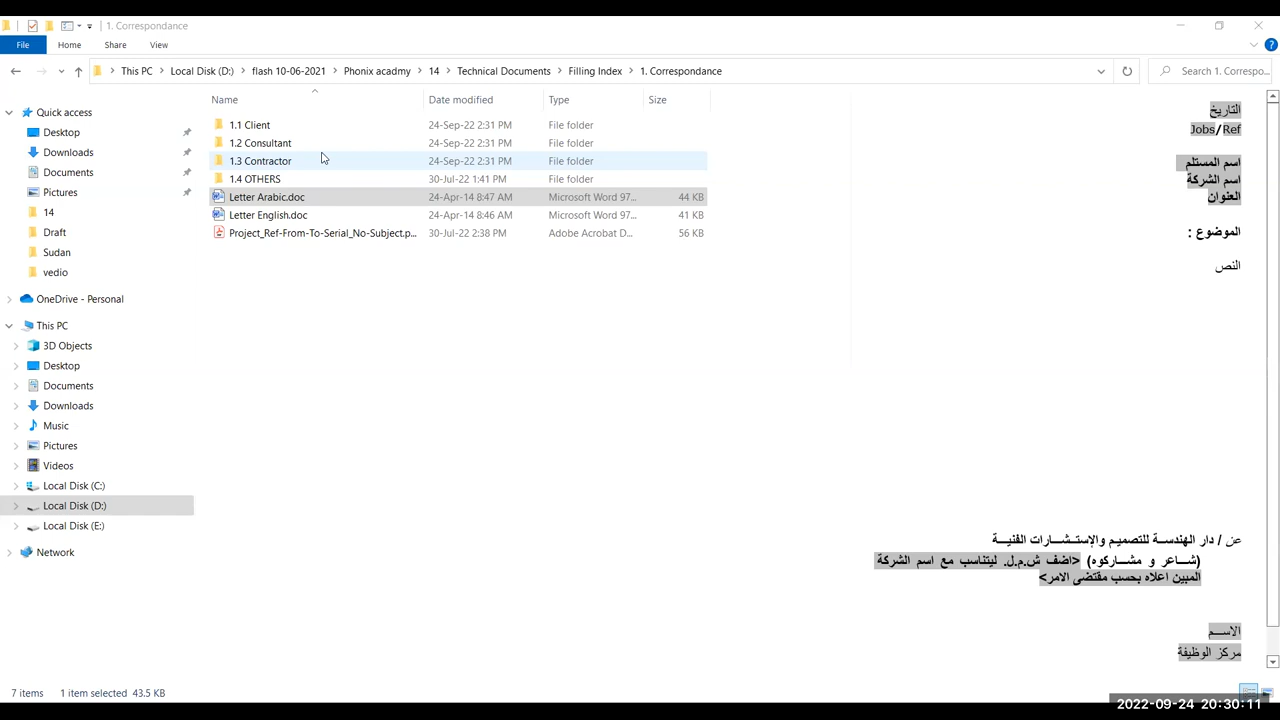 1. Correspondance
File
Home
Share
View
This PC
Local Disk (D:)
flash 10-06-2021
Phonix acadmy
14
Technical Documents
Filling Index
1. Correspondance
Search 1. Correspo...
Quick access
Desktop
Downloads
Documents
Pictures
14
Draft
Sudan
vedio
OneDrive - Personal
This PC
3D Objects
Desktop
Documents
Downloads
Music
Pictures
Videos
Local Disk (C:)
Local Disk (D:)
Local Disk (E:)
Network
Name Date modified Type Size
1.1 Client 24-Sep-22 2:31 PM File folder
1.2 Consultant 24-Sep-22 2:31 PM File folder
1.3 Contractor 24-Sep-22 2:31 PM File folder
1.4 OTHERS 30-Jul-22 1:41 PM File folder
Letter Arabic.doc 24-Apr-14 8:47 AM Microsoft Word 97... 44 KB
Letter English.doc 24-Apr-14 8:46 AM Microsoft Word 97... 41 KB
Project_Ref-From-To-Serial_No-Subject.p... 30-Jul-22 2:38 PM Adobe Acrobat D... 56 KB
التاريخ
Jobs/Ref
اسم المستلم
اسم الشركة
العنوان
الموضوع :
النص
عن / دار الهندســة للتصميـم والإستــشــارات الفنيــة
(شــاعر و مشــاركوه) <اضف ش.م.ل. ليتناسب مع اسم الشركة
المبين اعلاه بحسب مقتضى الامر>
الاســم
مركز الوظيفة
7 items 1 item selected 43.5 KB
2022-09-24 20:30:11